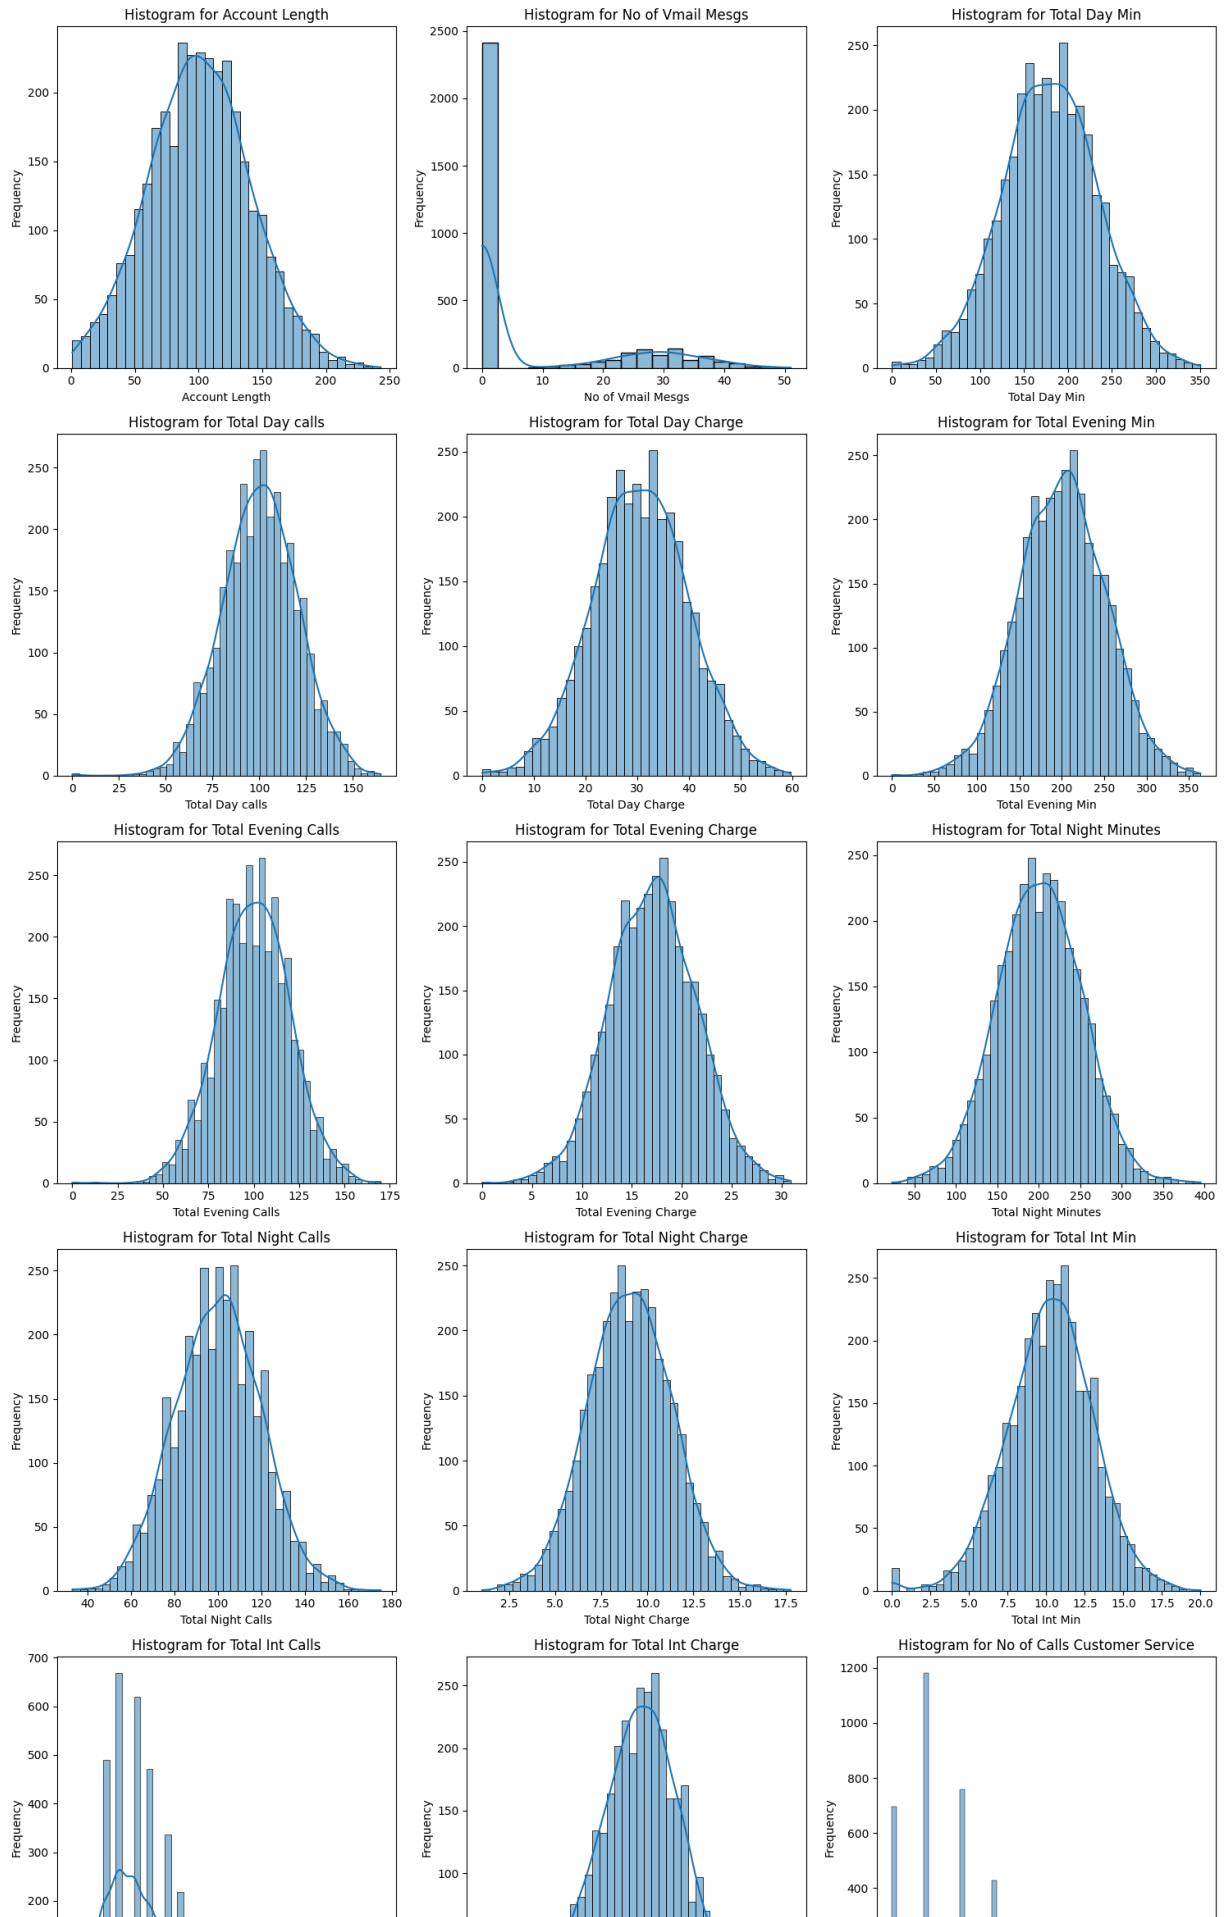 Histogram for Account Length
Frequency
200
150
100
50
0
0 50 100 150 200 250
Account Length
Histogram for No of Vmail Mesgs
Frequency
2500
2000
1500
1000
500
0
0 10 20 30 40 50
No of Vmail Mesgs
Histogram for Total Day Min
Frequency
250
200
150
100
50
0
0 50 100 150 200 250 300 350
Total Day Min
Histogram for Total Day calls
Frequency
250
200
150
100
50
0
0 25 50 75 100 125 150
Total Day calls
Histogram for Total Day Charge
Frequency
250
200
150
100
50
0
0 10 20 30 40 50 60
Total Day Charge
Histogram for Total Evening Min
Frequency
250
200
150
100
50
0
0 50 100 150 200 250 300 350
Total Evening Min
Histogram for Total Evening Calls
Frequency
250
200
150
100
50
0
0 25 50 75 100 125 150 175
Total Evening Calls
Histogram for Total Evening Charge
Frequency
250
200
150
100
50
0
0 5 10 15 20 25 30
Total Evening Charge
Histogram for Total Night Minutes
Frequency
250
200
150
100
50
0
50 100 150 200 250 300 350 400
Total Night Minutes
Histogram for Total Night Calls
Frequency
250
200
150
100
50
0
40 60 80 100 120 140 160 180
Total Night Calls
Histogram for Total Night Charge
Frequency
250
200
150
100
50
0
2.5 5.0 7.5 10.0 12.5 15.0 17.5
Total Night Charge
Histogram for Total Int Min
Frequency
250
200
150
100
50
0
0.0 2.5 5.0 7.5 10.0 12.5 15.0 17.5 20.0
Total Int Min
Histogram for Total Int Calls
Frequency
700
600
500
400
300
200
Histogram for Total Int Charge
Frequency
250
200
150
100
Histogram for No of Calls Customer Service
Frequency
1200
1000
800
600
400